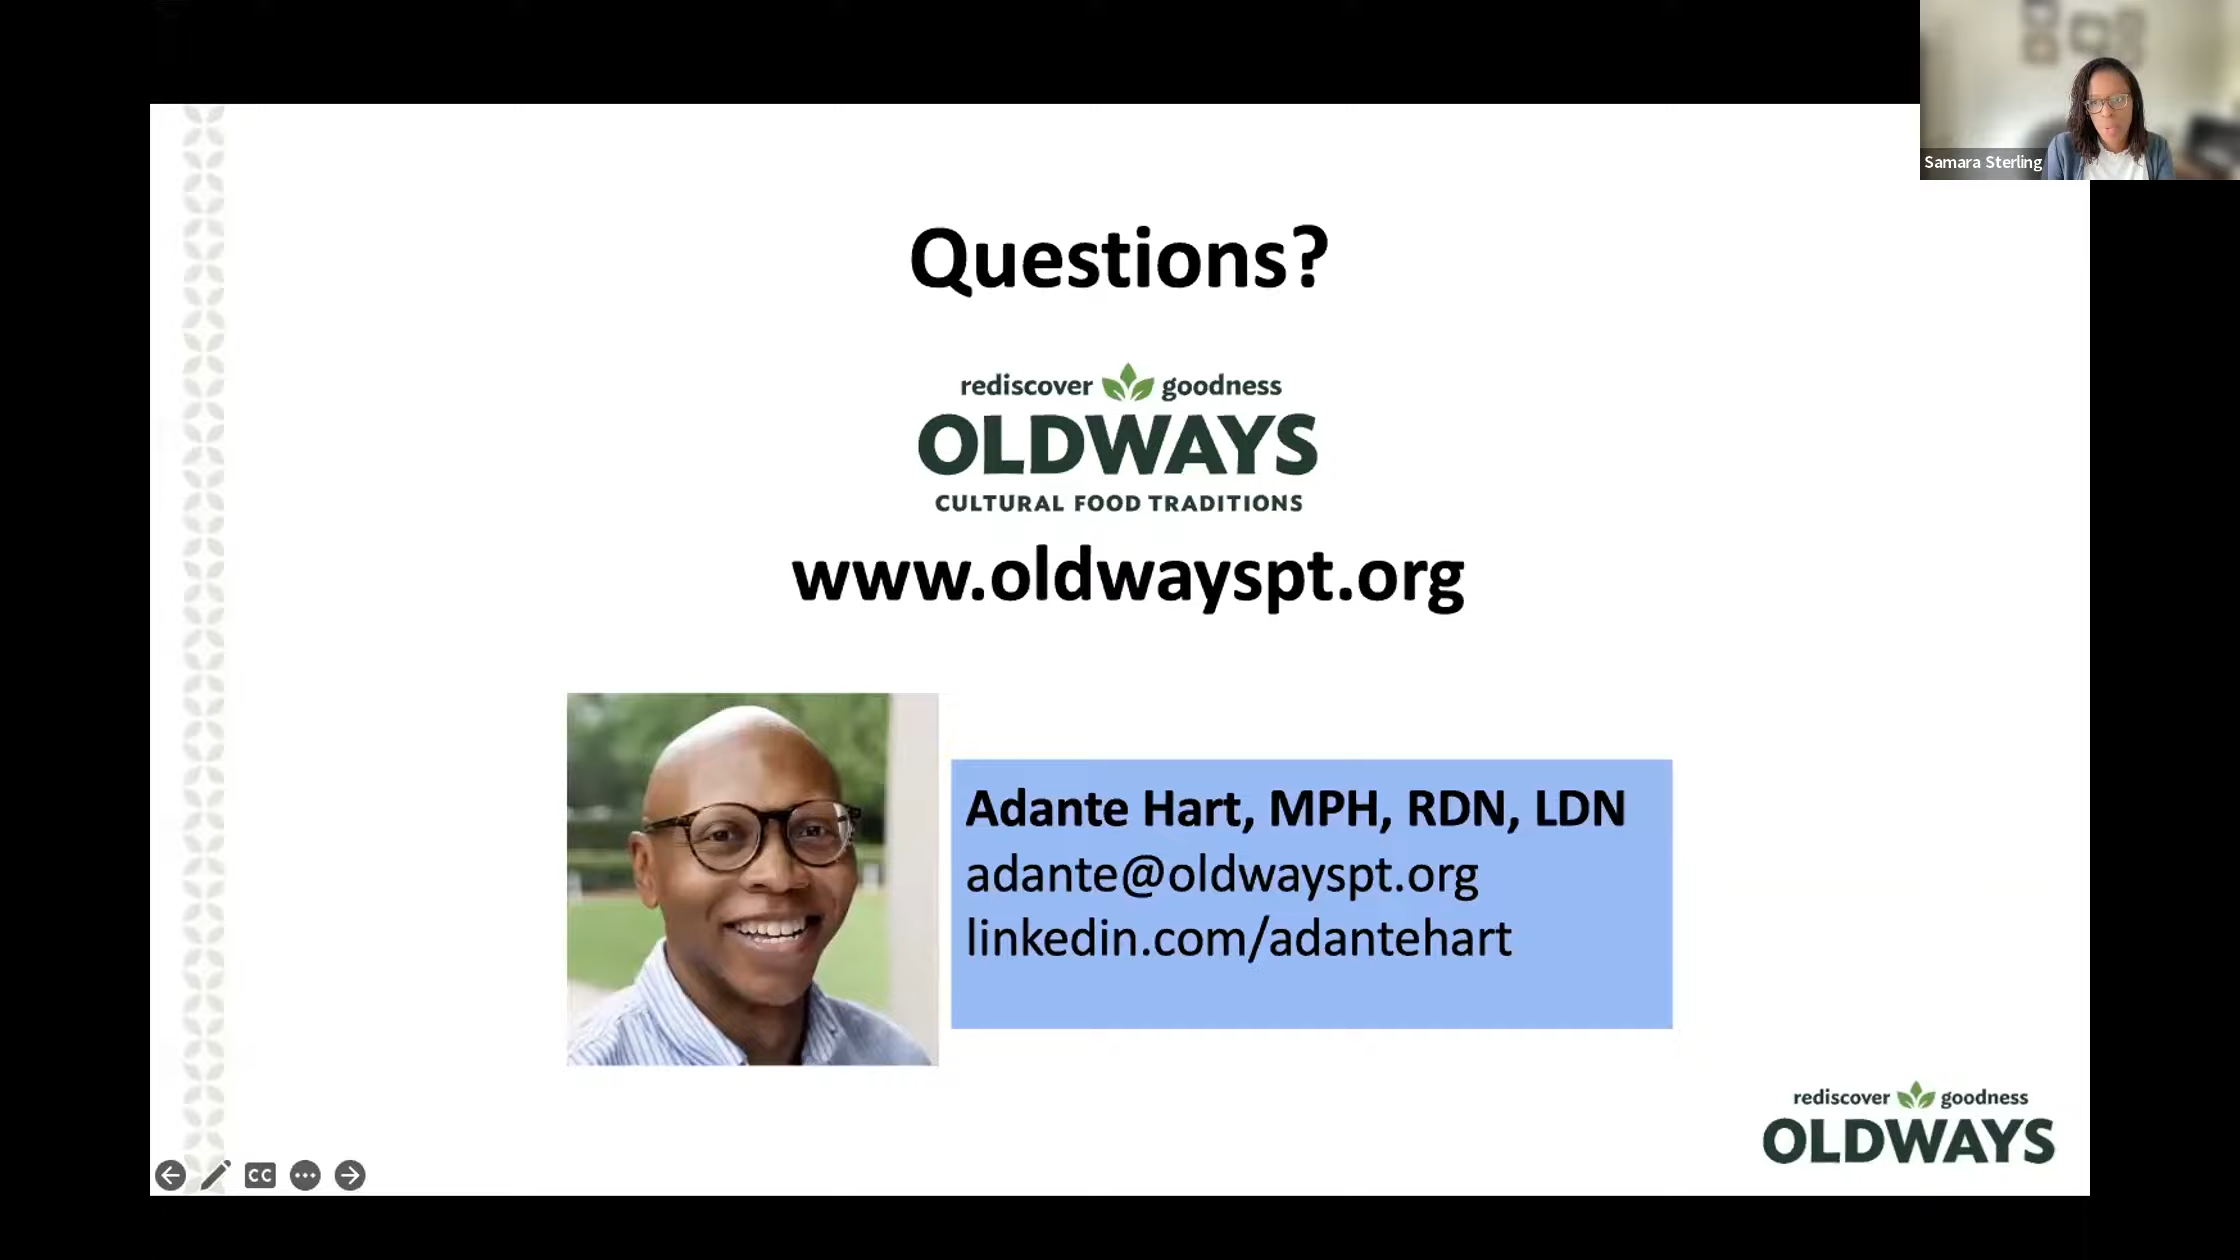 Samara Sterling
Questions?
rediscover goodness
OLDWAYS
CULTURAL FOOD TRADITIONS
www.oldwayspt.org
Adante Hart, MPH, RDN, LDN
adante@oldwayspt.org
linkedin.com/adantehart
rediscover goodness
OLDWAYS
CC